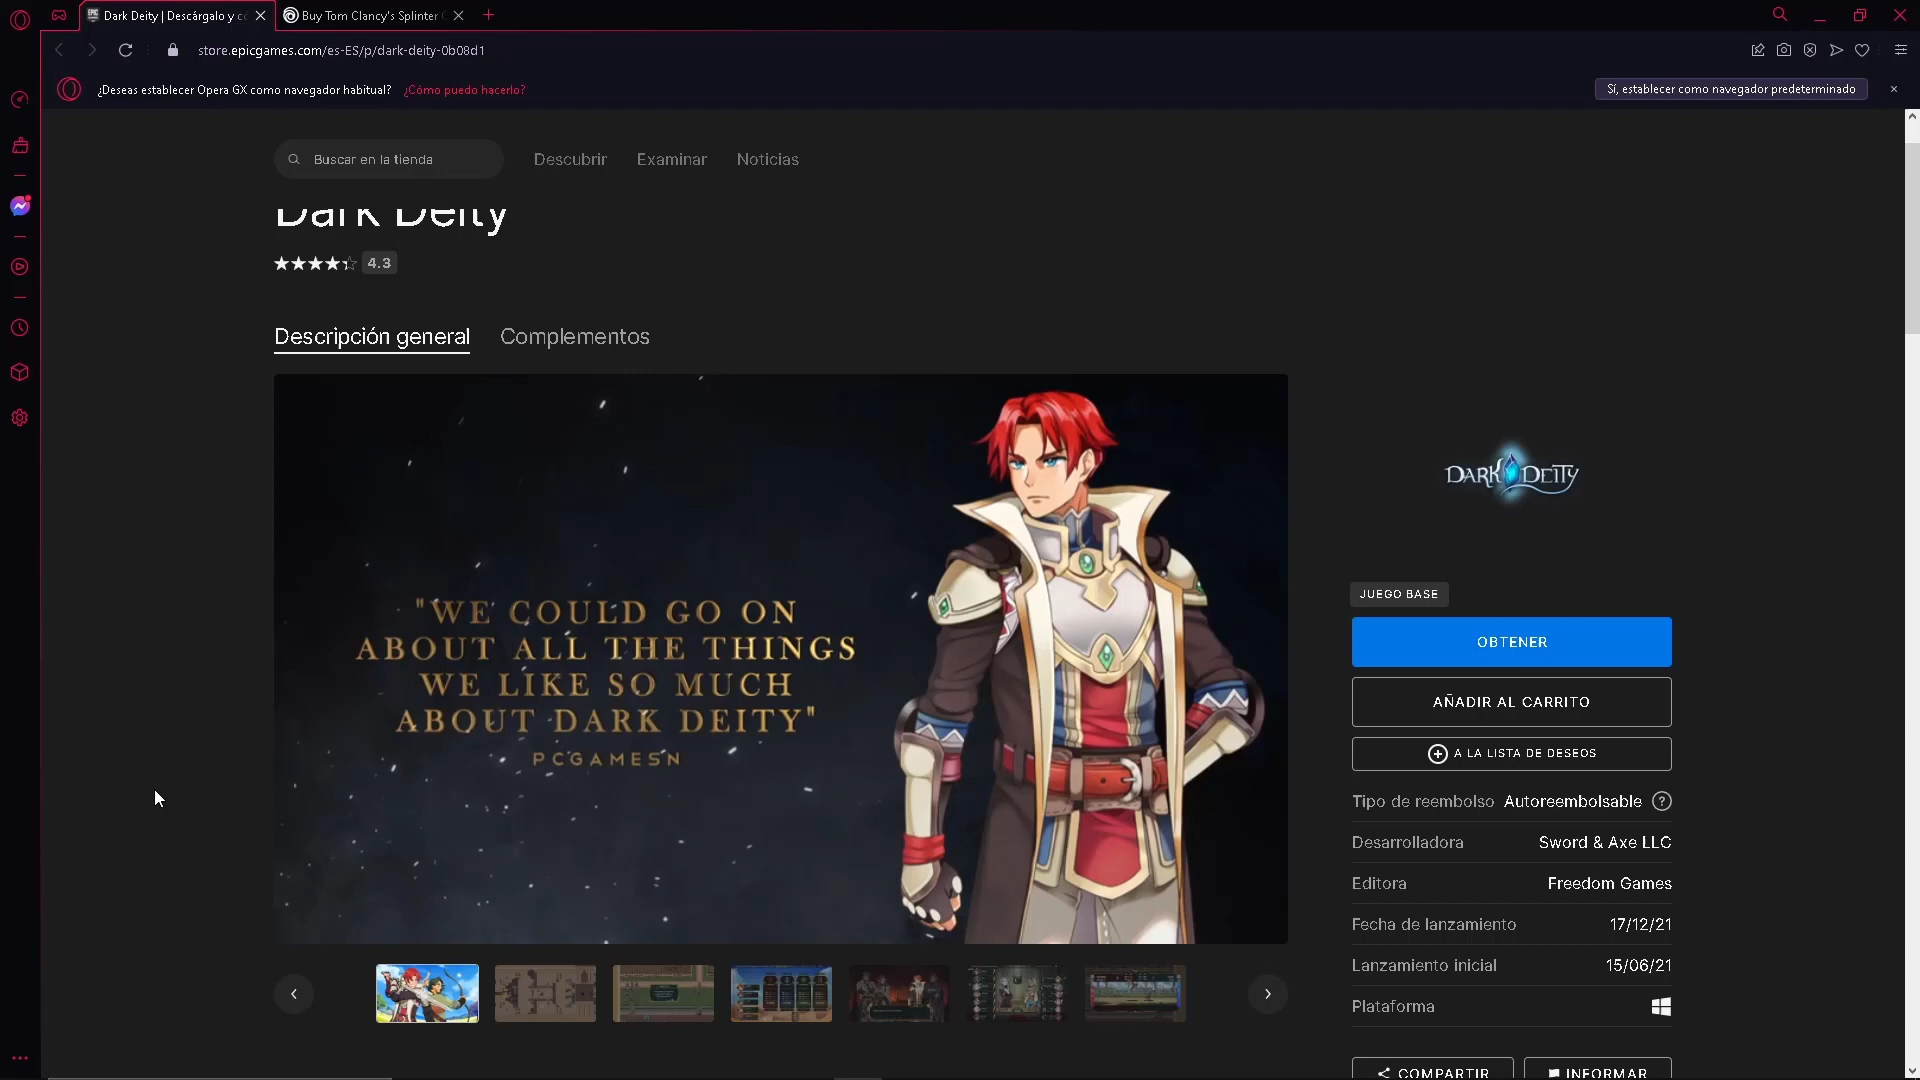 Dark Deity | Descárgalo y có
Buy Tom Clancy's Splinter C
store.epicgames.com/es-ES/p/dark-deity-0b08d1
¿Deseas establecer Opera GX como navegador habitual? ¿Cómo puedo hacerlo?
Sí, establecer como navegador predeterminado
Buscar en la tienda
Descubrir
Examinar
Noticias
Dark Deity
4.3
Descripción general
Complementos
"WE COULD GO ON
ABOUT ALL THE THINGS
WE LIKE SO MUCH
ABOUT DARK DEITY"
PCGAMESN
DARK DEITY
JUEGO BASE
OBTENER
AÑADIR AL CARRITO
A LA LISTA DE DESEOS
Tipo de reembolso Autoreembolsable ?
Desarrolladora Sword & Axe LLC
Editora Freedom Games
Fecha de lanzamiento 17/12/21
Lanzamiento inicial 15/06/21
Plataforma
COMPARTIR
INFORMAR